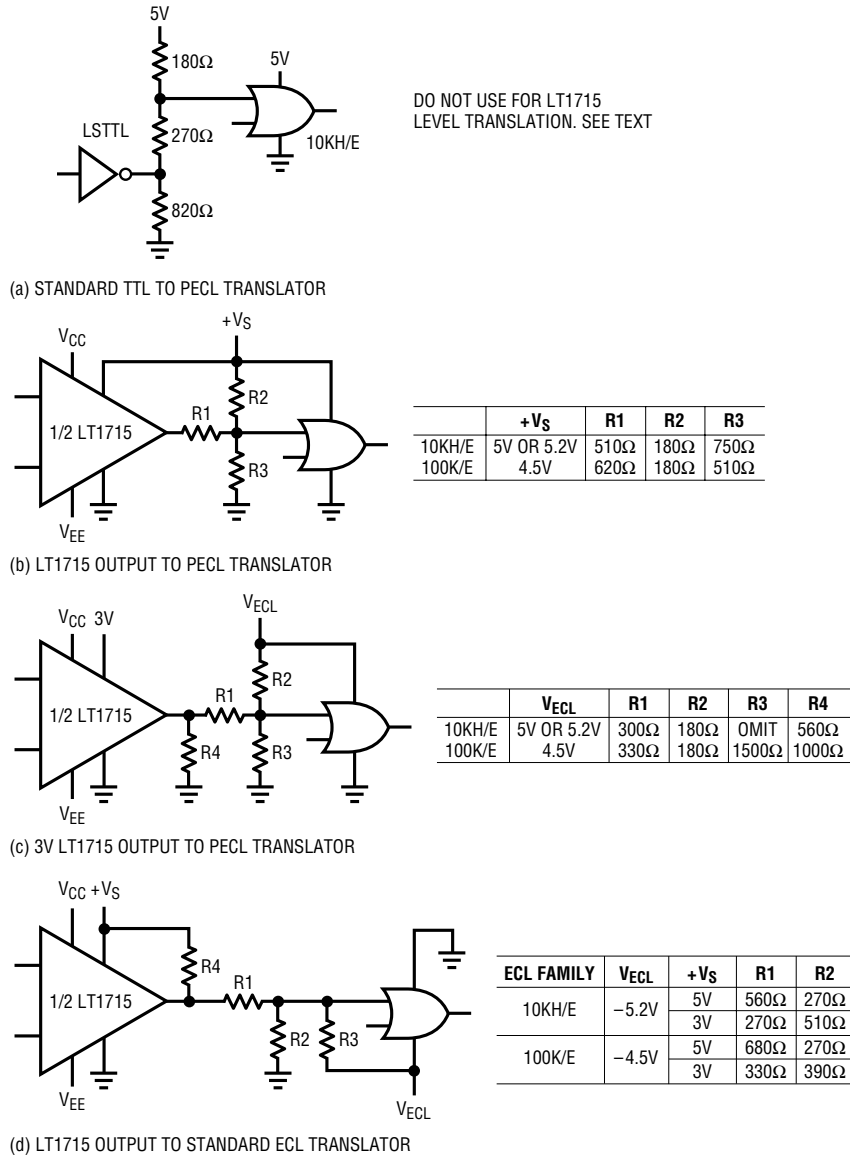 5V
180Ω
5V
LSTTL
270Ω
10KH/E
820Ω
DO NOT USE FOR LT1715
LEVEL TRANSLATION. SEE TEXT
(a) STANDARD TTL TO PECL TRANSLATOR
+VS
VCC
R2
1/2 LT1715
R1
R3
VEE
+VS R1 R2 R3
10KH/E 5V OR 5.2V 510Ω 180Ω 750Ω
100K/E 4.5V 620Ω 180Ω 510Ω
(b) LT1715 OUTPUT TO PECL TRANSLATOR
VECL
VCC 3V
R2
1/2 LT1715
R1
R4
R3
VEE
VECL R1 R2 R3 R4
10KH/E 5V OR 5.2V 300Ω 180Ω OMIT 560Ω
100K/E 4.5V 330Ω 180Ω 1500Ω 1000Ω
(c) 3V LT1715 OUTPUT TO PECL TRANSLATOR
VCC +VS
R4
R1
1/2 LT1715
R2
R3
VEE
VECL
ECL FAMILY VECL +VS R1 R2
10KH/E −5.2V 5V 560Ω 270Ω
3V 270Ω 510Ω
100K/E −4.5V 5V 680Ω 270Ω
3V 330Ω 390Ω
(d) LT1715 OUTPUT TO STANDARD ECL TRANSLATOR